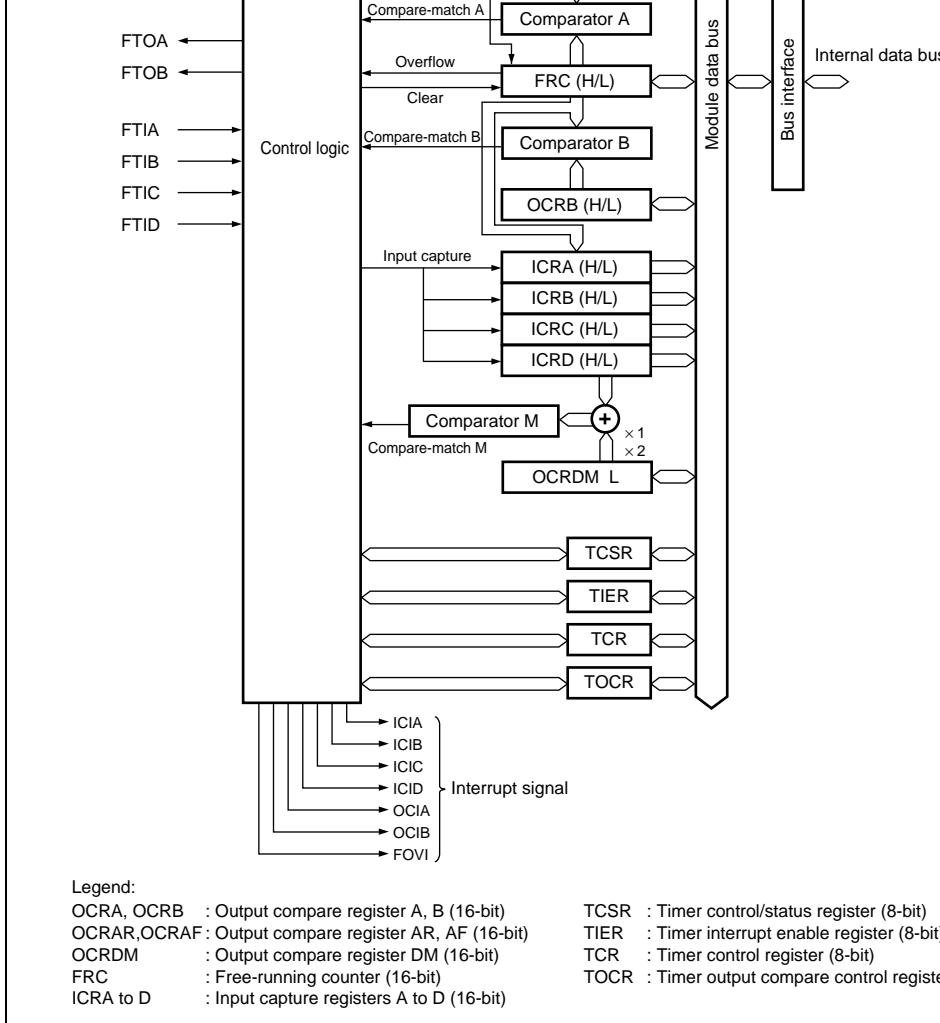 Compare-match A
Comparator A
FTOA
Overflow
FTOB
FRC (H/L)
Clear
Module data bus
Bus interface
Internal data bus
FTIA
Compare-match B
Comparator B
Control logic
FTIB
FTIC
OCRB (H/L)
FTID
Input capture
ICRA (H/L)
ICRB (H/L)
ICRC (H/L)
ICRD (H/L)
Comparator M
+
×1
×2
Compare-match M
OCRDM L
TCSR
TIER
TCR
TOCR
ICIA
ICIB
ICIC
ICID
Interrupt signal
OCIA
OCIB
FOVI
Legend:
OCRA, OCRB : Output compare register A, B (16-bit)
OCRAR,OCRAF : Output compare register AR, AF (16-bit)
OCRDM : Output compare register DM (16-bit)
FRC : Free-running counter (16-bit)
ICRA to D : Input capture registers A to D (16-bit)
TCSR : Timer control/status register (8-bit)
TIER : Timer interrupt enable register (8-bit)
TCR : Timer control register (8-bit)
TOCR : Timer output compare control registe